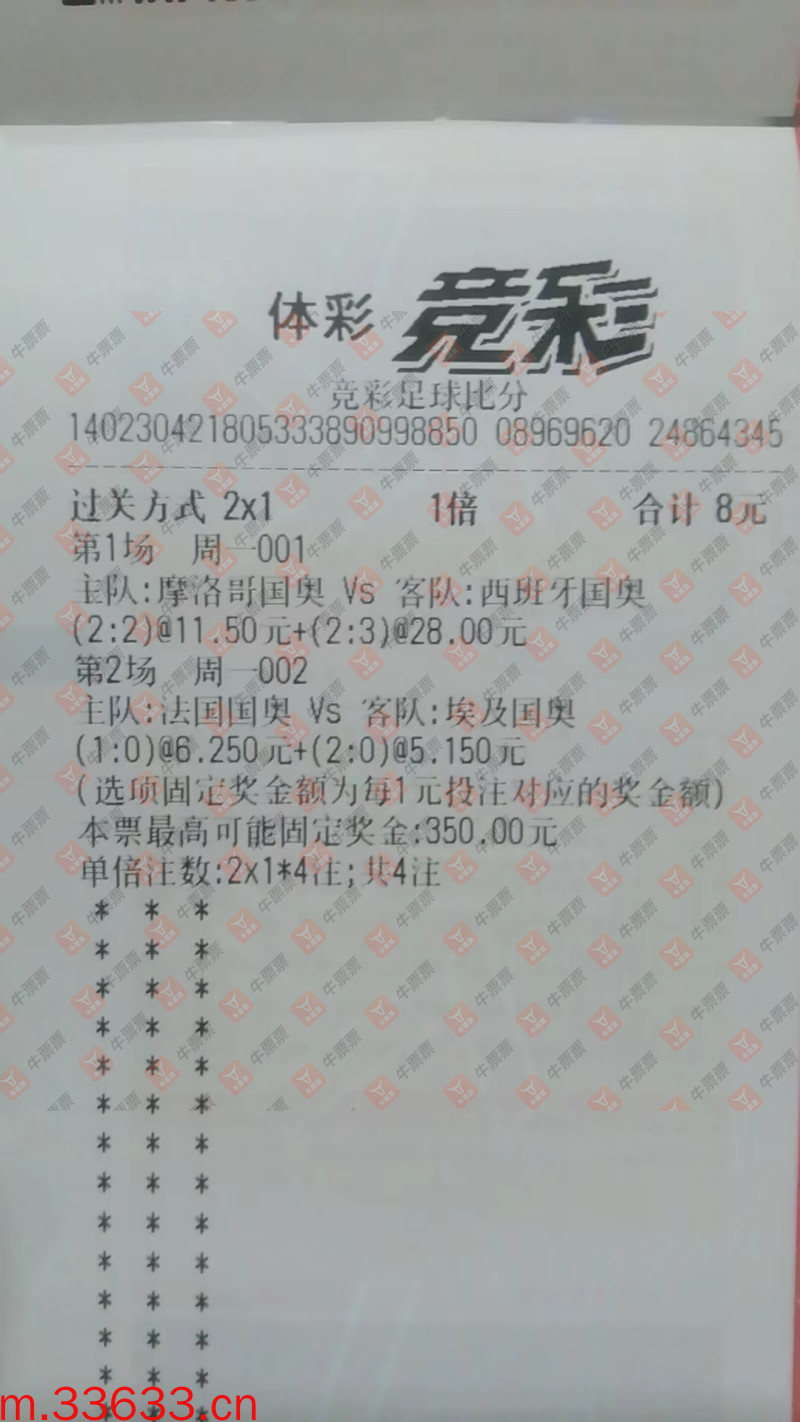 体彩 竞彩
竞彩足球比分
140230421805333890998850 08969620 24864345
过关方式 2x1 1倍 合计 8元
第1场 周一001
主队:摩洛哥国奥 Vs 客队:西班牙国奥
(2:2)@11.50元+(2:3)@28.00元
第2场 周一002
主队:法国国奥 Vs 客队:埃及国奥
(1:0)@6.250元+(2:0)@5.150元
(选项固定奖金额为每1元投注对应的奖金额)
本票最高可能固定奖金:350.00元
单倍注数:2x1*4注;共4注
* * *
* * *
* * *
* * *
* * *
* * *
* * *
* * *
* * *
* * *
* * *
* * *
* * *
* * *
牛票票
m.33633.cn